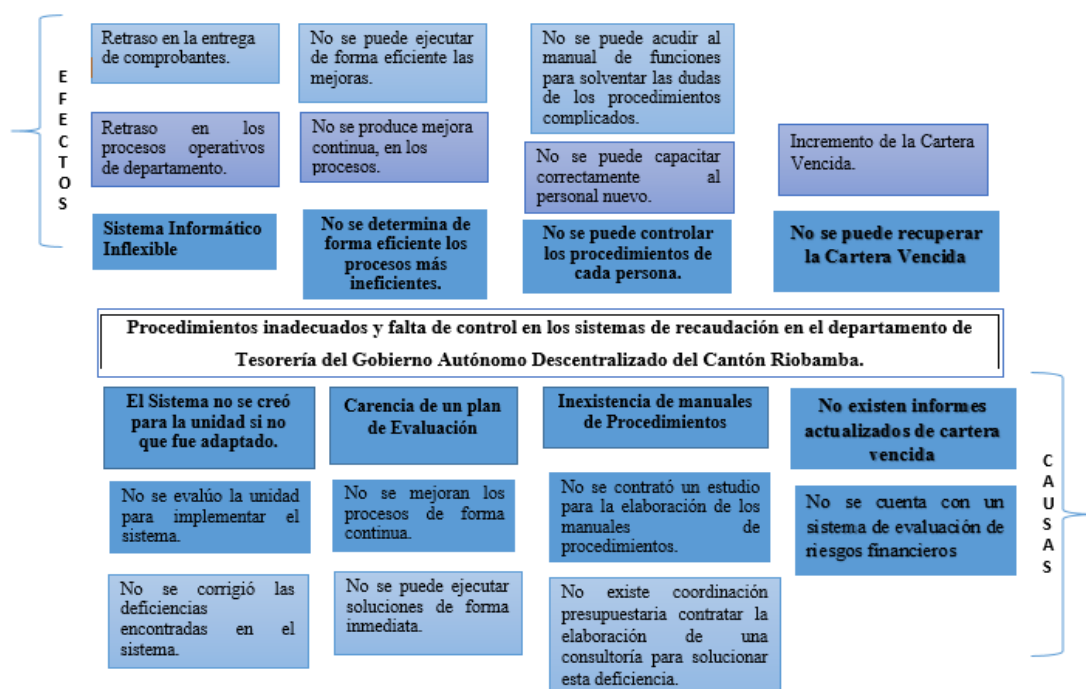 EFECTOS
Retraso en la entrega
de comprobantes.
No se puede ejecutar
de forma eficiente las
mejoras.
No se puede acudir al
manual de funciones
para solventar las dudas
de los procedimientos
complicados.
Retraso en los
procesos operativos
de departamento.
No se produce mejora
continua, en los
procesos.
No se puede capacitar
correctamente al
personal nuevo.
Incremento de la Cartera
Vencida.
Sistema Informático
Inflexible
No se determina de
forma eficiente los
procesos más
ineficientes.
No se puede controlar
los procedimientos de
cada persona.
No se puede recuperar
la Cartera Vencida
Procedimientos inadecuados y falta de control en los sistemas de recaudación en el departamento de
Tesorería del Gobierno Autónomo Descentralizado del Cantón Riobamba.
El Sistema no se creó
para la unidad si no
que fue adaptado.
Carencia de un plan
de Evaluación
Inexistencia de manuales
de Procedimientos
No existen informes
actualizados de cartera
vencida
No se evalúo la unidad
para implementar el
sistema.
No se mejoran los
procesos de forma
continua.
No se contrató un estudio
para la elaboración de los
manuales de
procedimientos.
No se cuenta con un
sistema de evaluación de
riesgos financieros
No se corrigió las
deficiencias
encontradas en el
sistema.
No se puede ejecutar
soluciones de forma
inmediata.
No existe coordinación
presupuestaria contratar la
elaboración de una
consultoría para solucionar
esta deficiencia.
CAUSAS